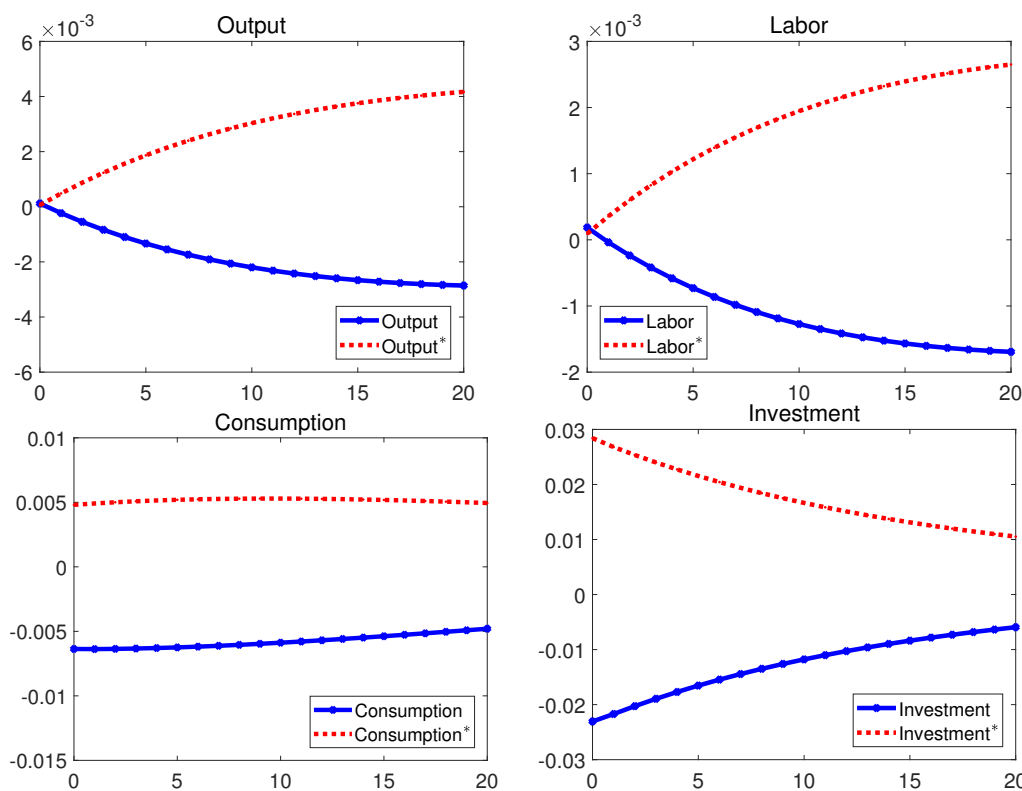 ×10⁻³
Output
6
4
2
0
-2
-4
-6
0 5 10 15 20
Output
Output*
×10⁻³
Labor
3
2
1
0
-1
-2
0 5 10 15 20
Labor
Labor*
Consumption
0.01
0.005
0
-0.005
-0.01
-0.015
0 5 10 15 20
Consumption
Consumption*
Investment
0.03
0.02
0.01
0
-0.01
-0.02
-0.03
0 5 10 15 20
Investment
Investment*